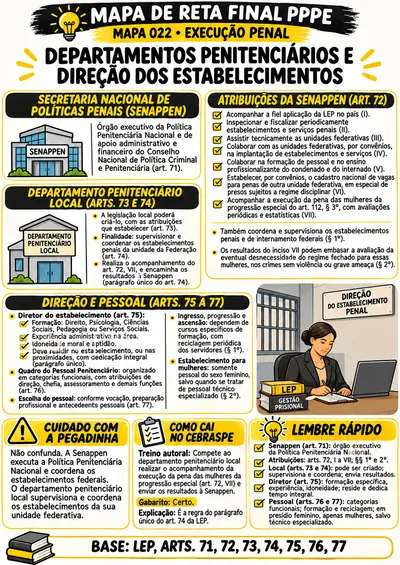 MAPA DE RETA FINAL PPPE
MAPA 022 • EXECUÇÃO PENAL
DEPARTAMENTOS PENITENCIÁRIOS E
DIREÇÃO DOS ESTABELECIMENTOS
SECRETARIA NACIONAL DE
POLÍTICAS PENAIS (SENAPPEN)
SENAPPEN
Órgão executivo da Política
Penitenciária Nacional e de
apoio administrativo e
financeiro do Conselho
Nacional de Política Criminal
e Penitenciária (art. 71).
ATRIBUIÇÕES DA SENAPPEN (ART. 72)
Acompanhar a fiel aplicação da LEP no país (I).
Inspecionar e fiscalizar periodicamente
estabelecimentos e serviços penais (II).
Assistir tecnicamente as unidades federativas (III).
Colaborar com as unidades federativas, por convênios,
na implantação de estabelecimentos e serviços (IV).
Colaborar na formação de pessoal e no ensino
profissionalizante do condenado e do internado (V).
Estabelecer, por convênios, o cadastro nacional de vagas
para penas de outra unidade federativa, em especial de
presos sujeitos a regime disciplinar (VI).
Acompanhar a execução da pena das mulheres da
progressão especial do art. 112, § 3º, com avaliações
periódicas e estatísticas (VII).
• Também coordena e supervisiona os estabelecimentos
penais e de internamento federais (§ 1º).
• Os resultados do inciso VII podem embasar a avaliação da
eventual desnecessidade do regime fechado para essas
mulheres, nos crimes sem violência ou grave ameaça (§ 2º).
DEPARTAMENTO PENITENCIÁRIO
LOCAL (ARTS. 73 E 74)
DEPARTAMENTO
PENITENCIÁRIO
LOCAL
• A legislação local poderá
criá-lo, com as atribuições
que estabelecer (art. 73).
• Finalidade: supervisionar e
coordenar os estabelecimentos
penais da unidade da Federação
(art. 74).
• Realiza o acompanhamento do
art. 72, VII, e encaminha os
resultados à Senappen
(parágrafo único do art. 74).
DIREÇÃO E PESSOAL (ARTS. 75 A 77)
• Diretor do estabelecimento (art. 75):
Formação: Direito, Psicologia, Ciências
Sociais, Pedagogia ou Serviços Sociais.
Experiência administrativa na área.
Idoneidade moral e aptidão.
Deve residir no estabelecimento, ou nas
proximidades, com dedicação integral
(parágrafo único).
• Quadro do Pessoal Penitenciário: organizado
em categorias funcionais, com atribuições de
direção, chefia, assessoramento e demais funções
(art. 76).
• Escolha do pessoal: conforme vocação, preparação
profissional e antecedentes pessoais (art. 77).
• Ingresso, progressão e
ascensão: dependem de
cursos específicos de
formação, com
reciclagem periódica
dos servidores (§ 1º).
• Estabelecimento para
mulheres: somente
pessoal do sexo feminino,
salvo quando se tratar
de pessoal técnico
especializado (§ 2º).
DIREÇÃO
DO ESTABELECIMENTO
PENAL
LEP
GESTÃO
PRISIONAL
CUIDADO COM
A PEGADINHA
Não confunda. A Senappen
executa a Política Penitenciária
Nacional e coordena os
estabelecimentos federais.
O departamento penitenciário
local supervisiona e coordena os
estabelecimentos da sua
unidade federativa.
COMO CAI
NO CEBRASPE
Treino autoral: Compete ao
departamento penitenciário local
realizar o acompanhamento da
execução da pena das mulheres da
progressão especial (art. 72, VII) e
enviar os resultados à Senappen.
Gabarito: Certo.
Explicação: É a regra do parágrafo
único do art. 74 da LEP.
LEMBRE RÁPIDO
Senappen (art. 71): órgão executivo
da Política Penitenciária Nacional.
Atribuições: art. 72, I a VII; §§ 1º e 2º.
Local (arts. 73 e 74): pode ser criado;
supervisiona e coordena; envia resultados.
Diretor (art. 75): formação específica,
experiência, idoneidade; reside e dedica
tempo integral.
Pessoal (arts. 76 e 77): categorias
funcionais; formação e reciclagem; em
presídio feminino, apenas mulheres, salvo
técnico especializado.
BASE: LEP, ARTS. 71, 72, 73, 74, 75, 76, 77